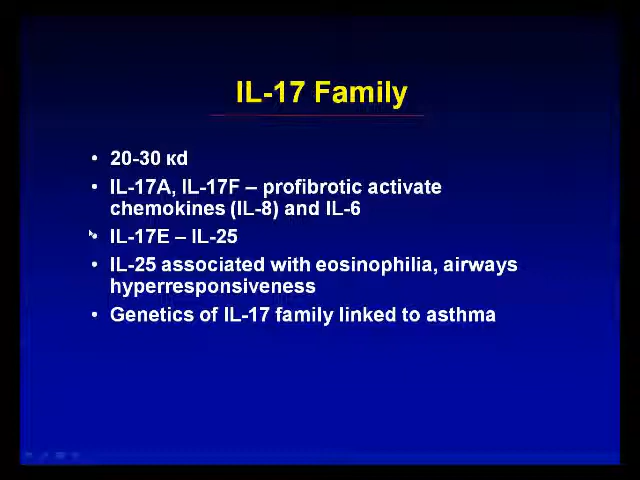 IL-17 Family
• 20-30 кd
• IL-17A, IL-17F – profibrotic activate
chemokines (IL-8) and IL-6
• IL-17E – IL-25
• IL-25 associated with eosinophilia, airways
hyperresponsiveness
• Genetics of IL-17 family linked to asthma